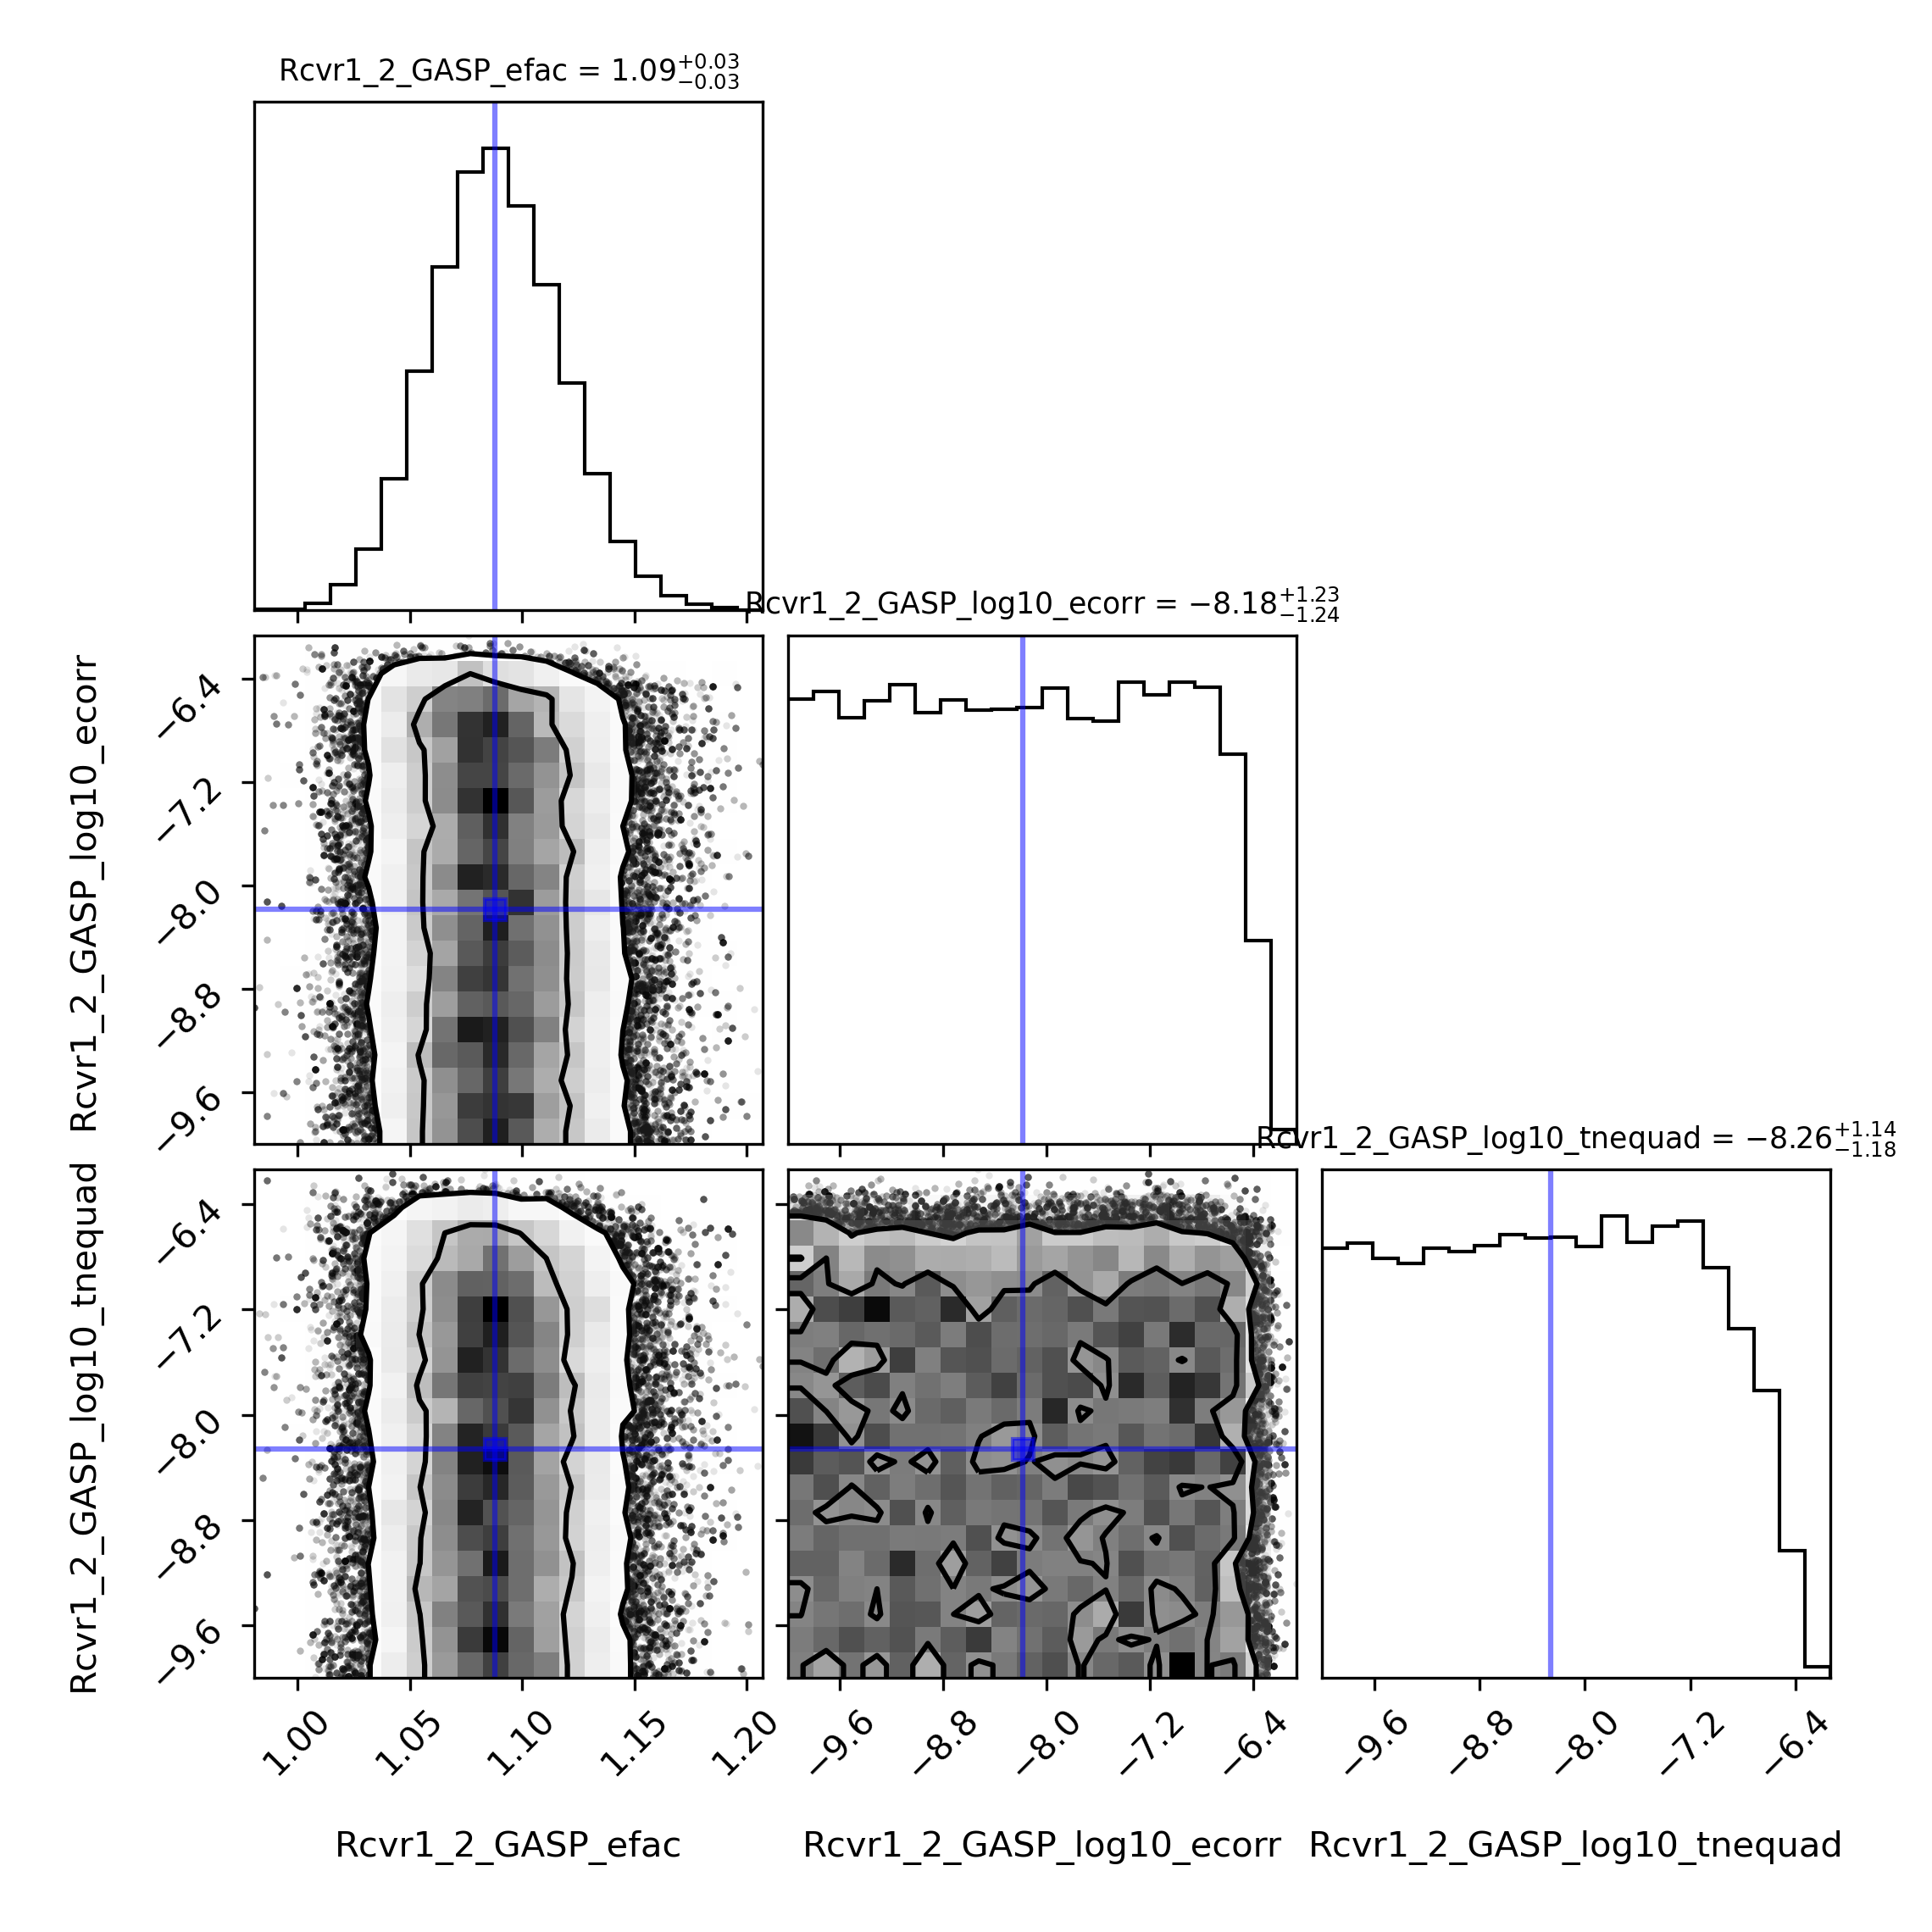 Rcvr1_2_GASP_efac = 1.09+0.03 −0.03
Rcvr1_2_GASP_log10_ecorr = −8.18+1.23 −1.24
Rcvr1_2_GASP_log10_ecorr
−6.4
−7.2
−8.0
−8.8
−9.6
Rcvr1_2_GASP_log10_tnequad = −8.26+1.14 −1.18
Rcvr1_2_GASP_log10_tnequad
−6.4
−7.2
−8.0
−8.8
−9.6
1.00 1.05 1.10 1.15 1.20
−9.6 −8.8 −8.0 −7.2 −6.4
−9.6 −8.8 −8.0 −7.2 −6.4
Rcvr1_2_GASP_efac
Rcvr1_2_GASP_log10_ecorr
Rcvr1_2_GASP_log10_tnequad